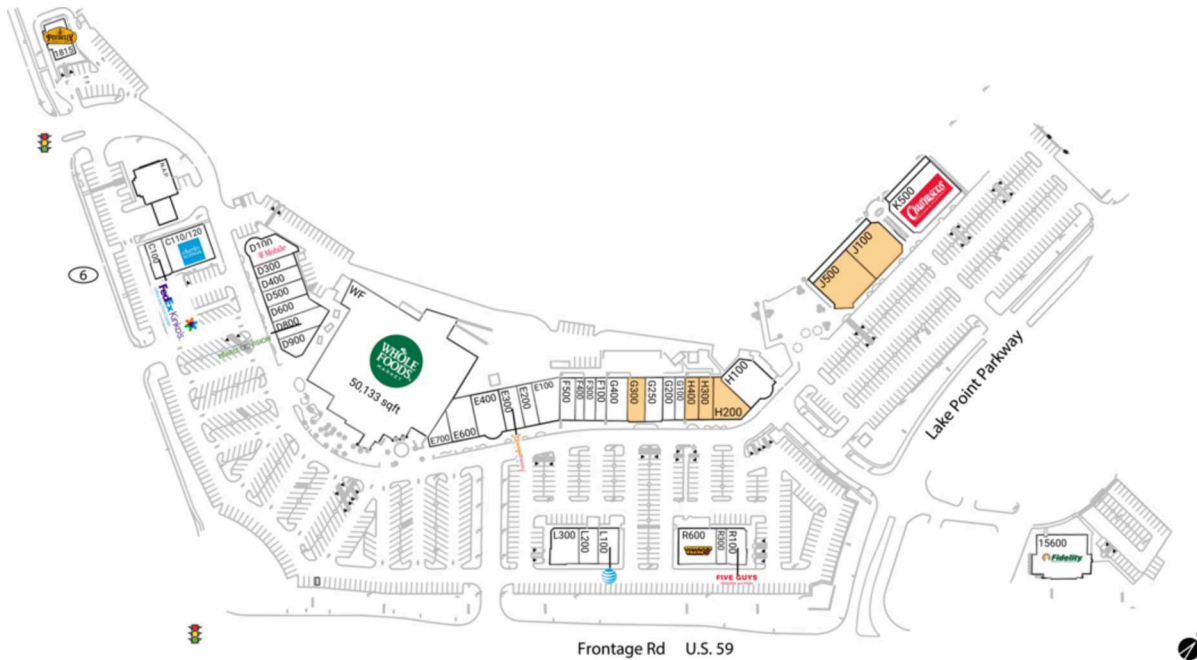 1815
N.A.P.
C100
C110/120
FedEx Kinko's
6
D100
T Mobile
D300
D400
D500
D600
D800
D900
WF
WHOLE
FOODS
MARKET
50,133 sqft
E700
E600
E400
E300
E200
E100
F500
F400
F300
F100
G400
G300
G250
G200
G100
H400
H300
H200
H100
J500
J100
K500
Churrascos
Lake Point Parkway
L300
L200
L100
R600
R300
R100
FIVE GUYS
15600
Fidelity
Frontage Rd U.S. 59